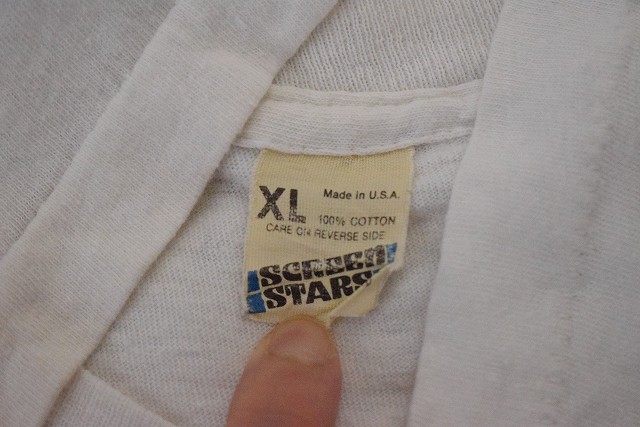 XL Made in U.S.A.
100% COTTON
CARE ON REVERSE SIDE
SCREEN
STARS